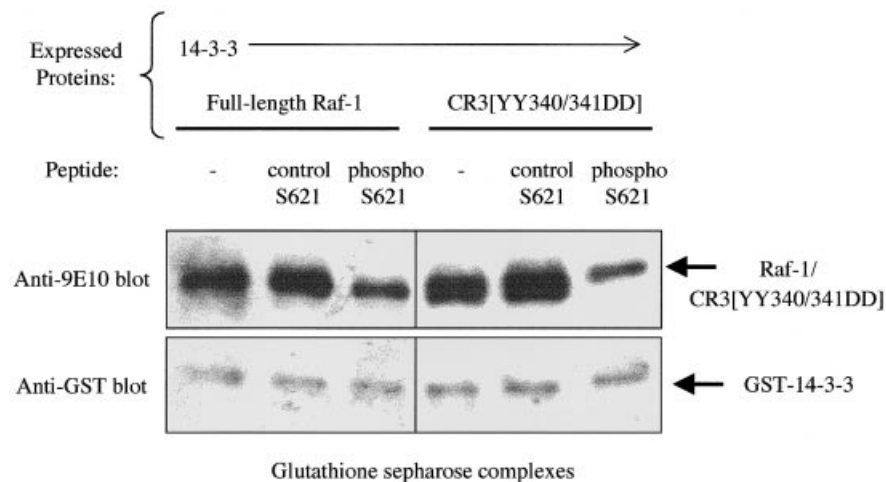 Expressed
Proteins:
14-3-3
Full-length Raf-1 CR3[YY340/341DD]
Peptide: - control phospho - control phospho
S621 S621 S621 S621
Anti-9E10 blot
Raf-1/
CR3[YY340/341DD]
Anti-GST blot
GST-14-3-3
Glutathione sepharose complexes